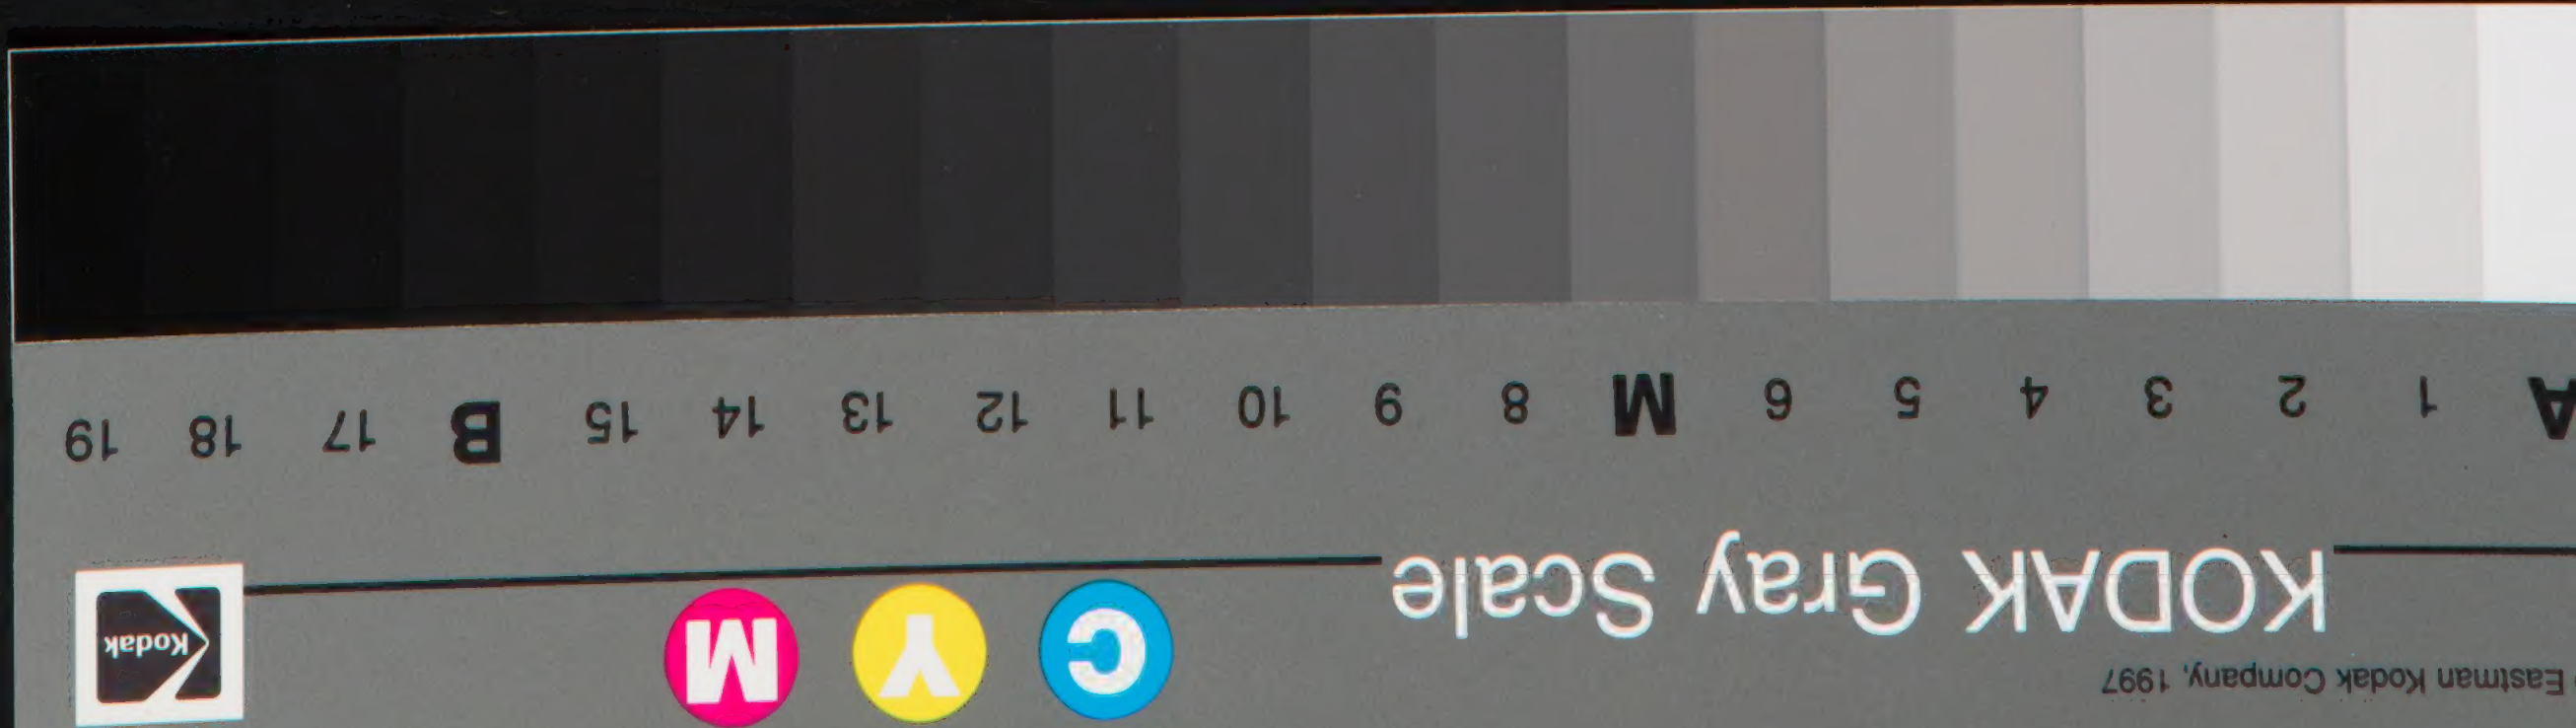 Eastman Kodak Company, 1997
KODAK Gray Scale
C Y M
Kodak
A 1 2 3 4 5 6 M 8 9 10 11 12 13 14 15 B 17 18 19